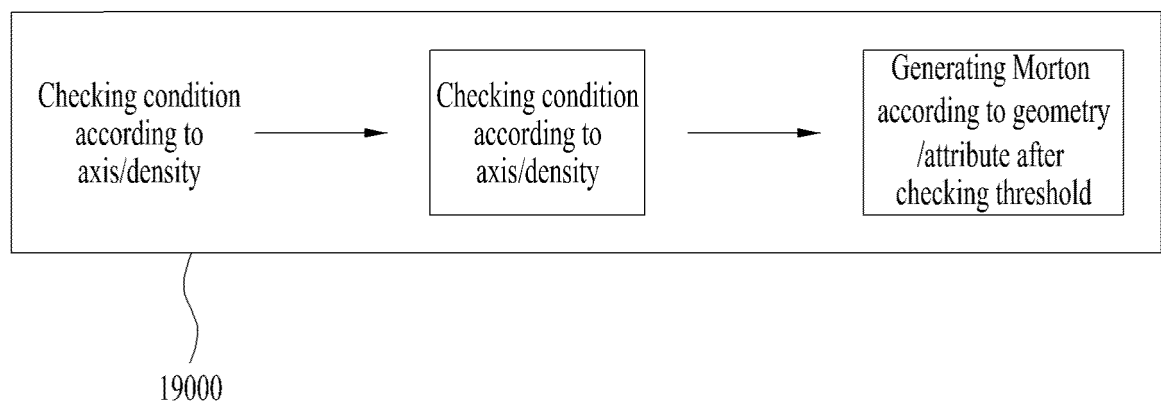 Checking condition
according to
axis/density
Checking condition
according to
axis/density
Generating Morton
according to geometry
/attribute after
checking threshold
19000